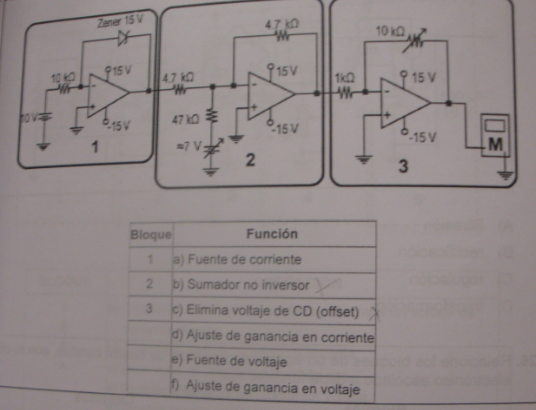 Zener 15 V
10 kΩ
15 V
-15 V
10 V
1
4.7 kΩ
4.7 kΩ
47 kΩ
≈7 V
15 V
-15 V
2
10 kΩ
1kΩ
15 V
-15 V
M
3
Bloque Función
1 a) Fuente de corriente
2 b) Sumador no inversor
3 c) Elimina voltaje de CD (offset)
d) Ajuste de ganancia en corriente
e) Fuente de voltaje
f) Ajuste de ganancia en voltaje